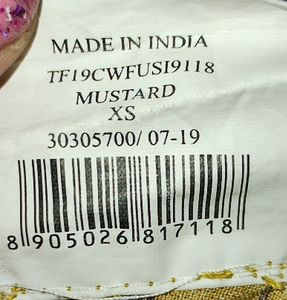 MADE IN INDIA
TF19CWFUSI9118
MUSTARD
XS
30305700/ 07-19
8 905026 817118